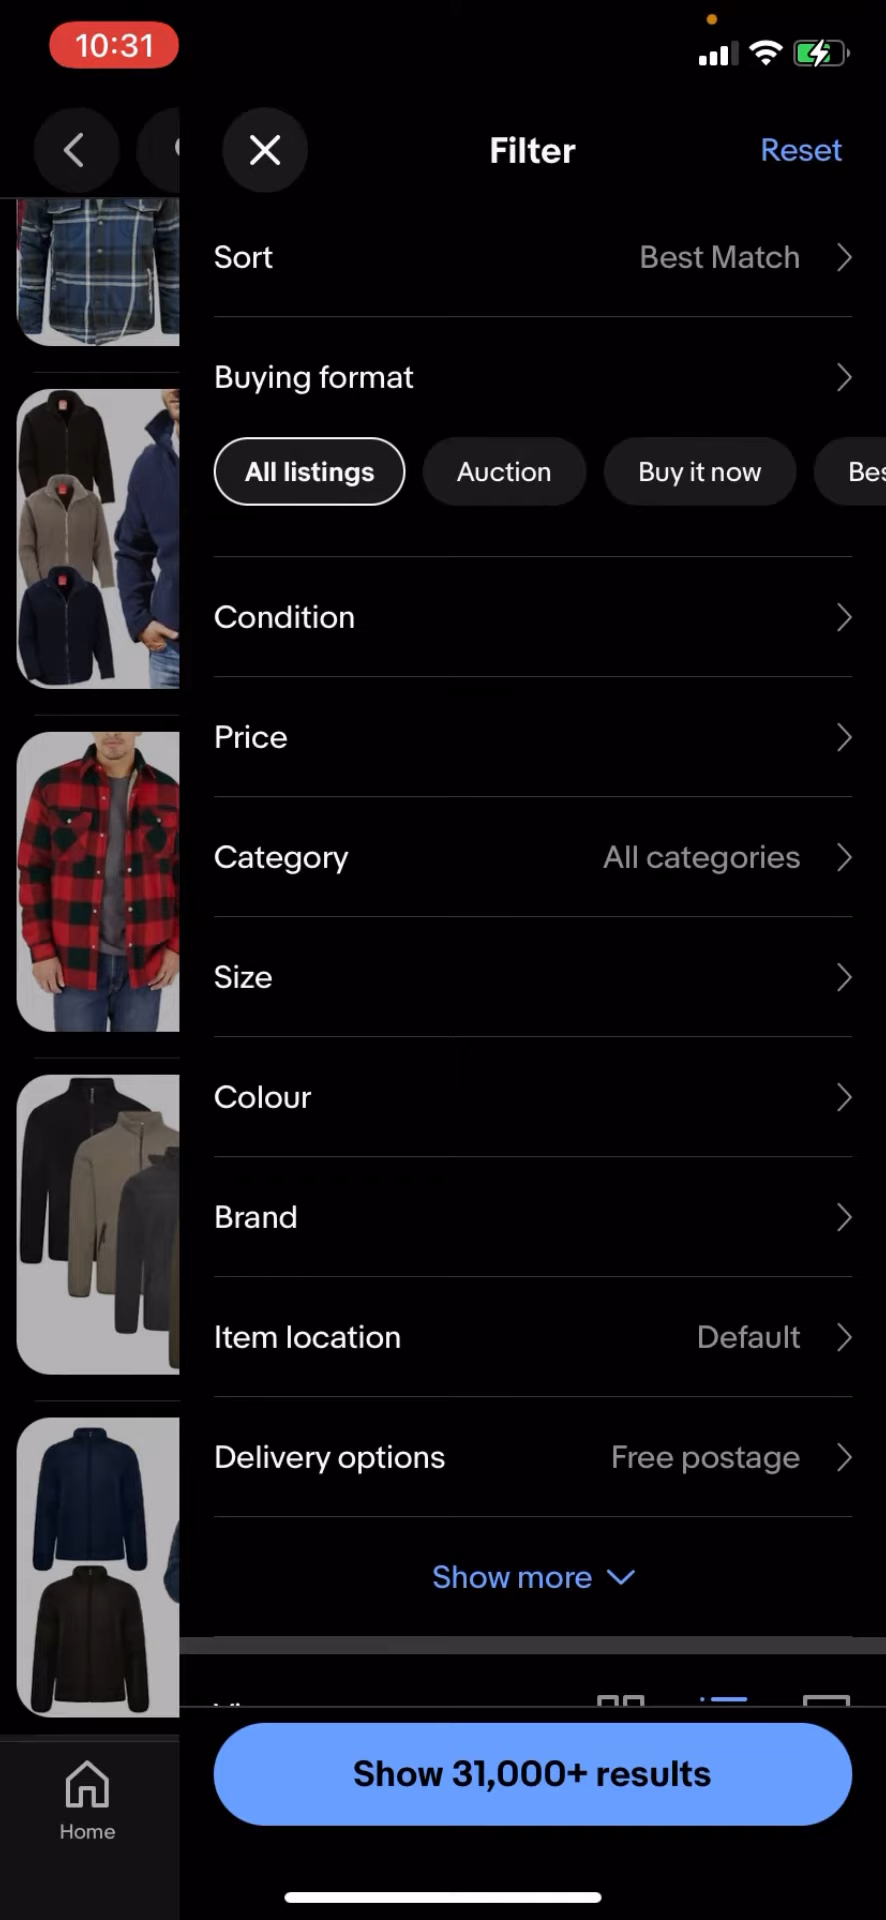 10:31
Filter
Reset
Sort
Best Match
Buying format
All listings
Auction
Buy it now
Bes
Condition
Price
Category
All categories
Size
Colour
Brand
Item location
Default
Delivery options
Free postage
Show more
Show 31,000+ results
Home